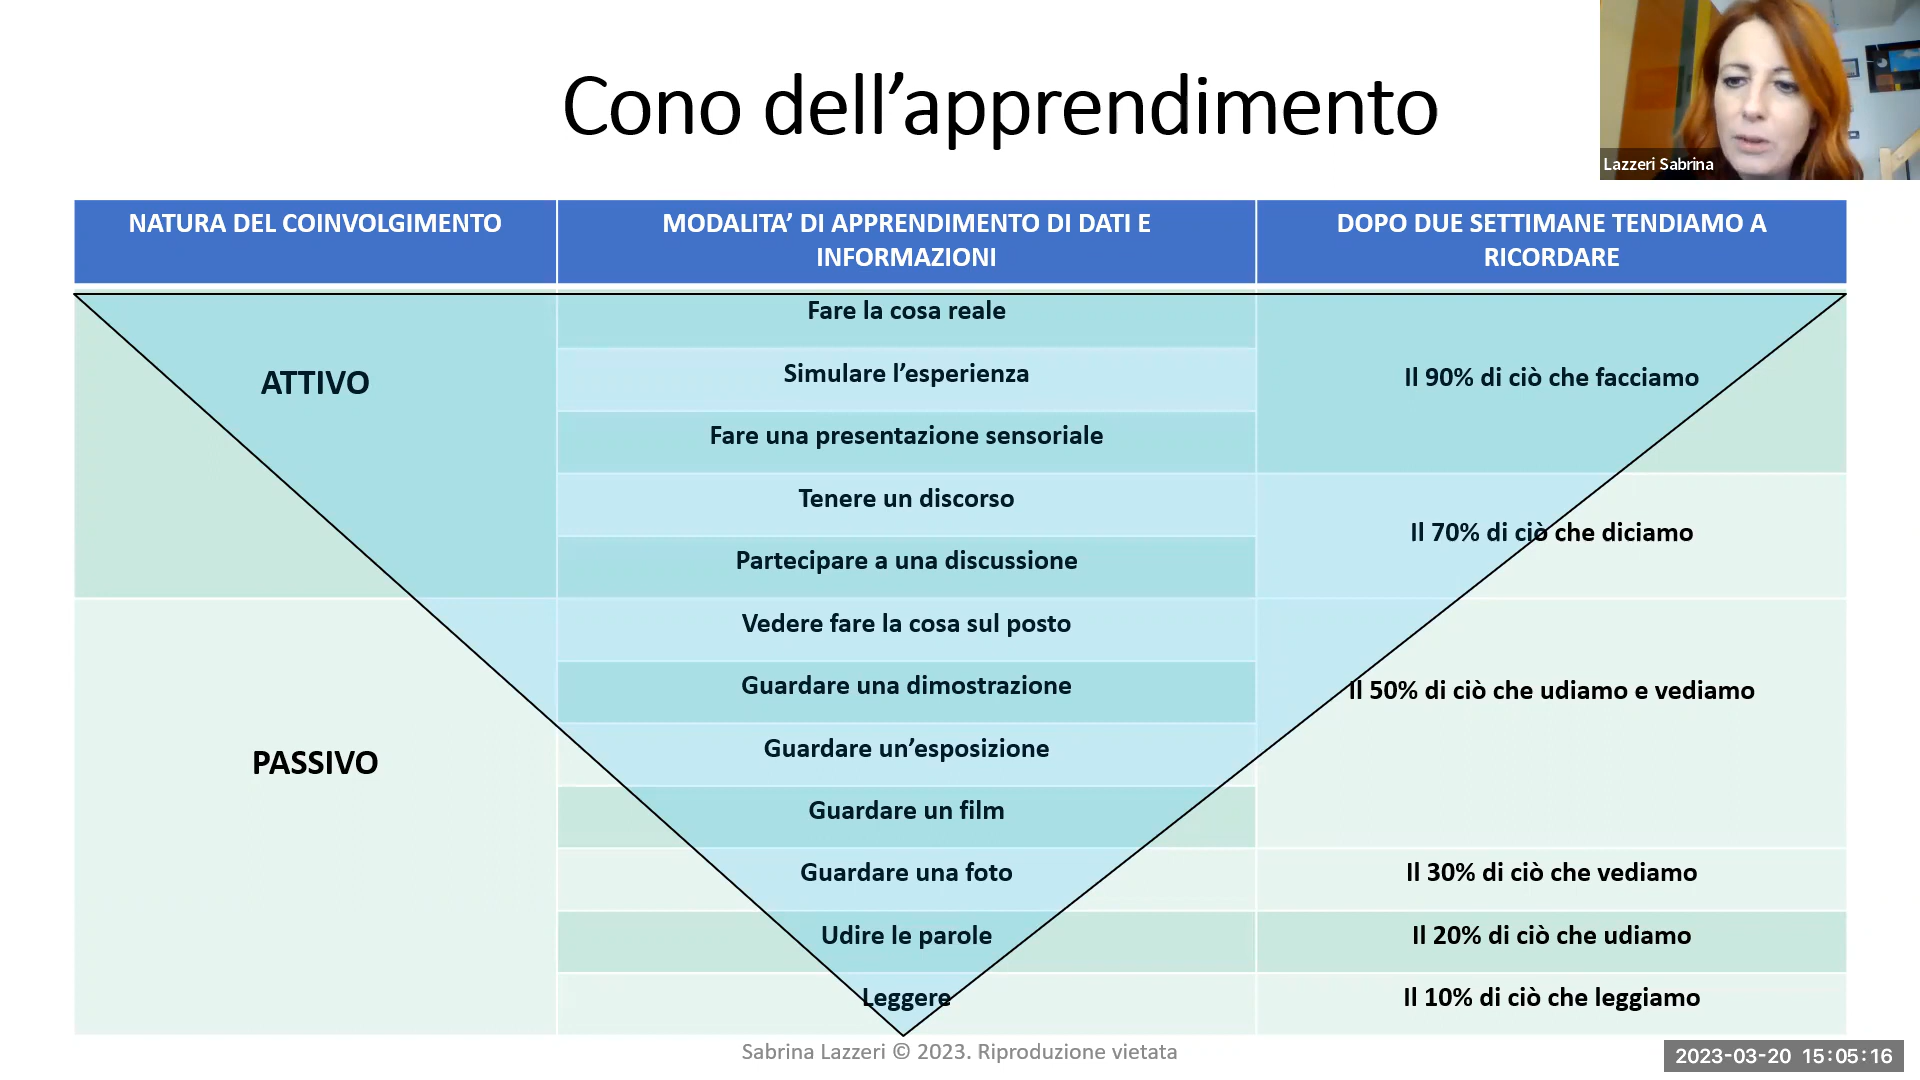 Cono dell’apprendimento
Lazzeri Sabrina
NATURA DEL COINVOLGIMENTO
MODALITA’ DI APPRENDIMENTO DI DATI E
INFORMAZIONI
DOPO DUE SETTIMANE TENDIAMO A
RICORDARE
ATTIVO
Fare la cosa reale
Simulare l’esperienza
Fare una presentazione sensoriale
Il 90% di ciò che facciamo
Tenere un discorso
Partecipare a una discussione
Il 70% di ciò che diciamo
PASSIVO
Vedere fare la cosa sul posto
Guardare una dimostrazione
Guardare un’esposizione
Guardare un film
Il 50% di ciò che udiamo e vediamo
Guardare una foto
Il 30% di ciò che vediamo
Udire le parole
Il 20% di ciò che udiamo
Leggere
Il 10% di ciò che leggiamo
Sabrina Lazzeri © 2023. Riproduzione vietata
2023-03-20 15:05:16